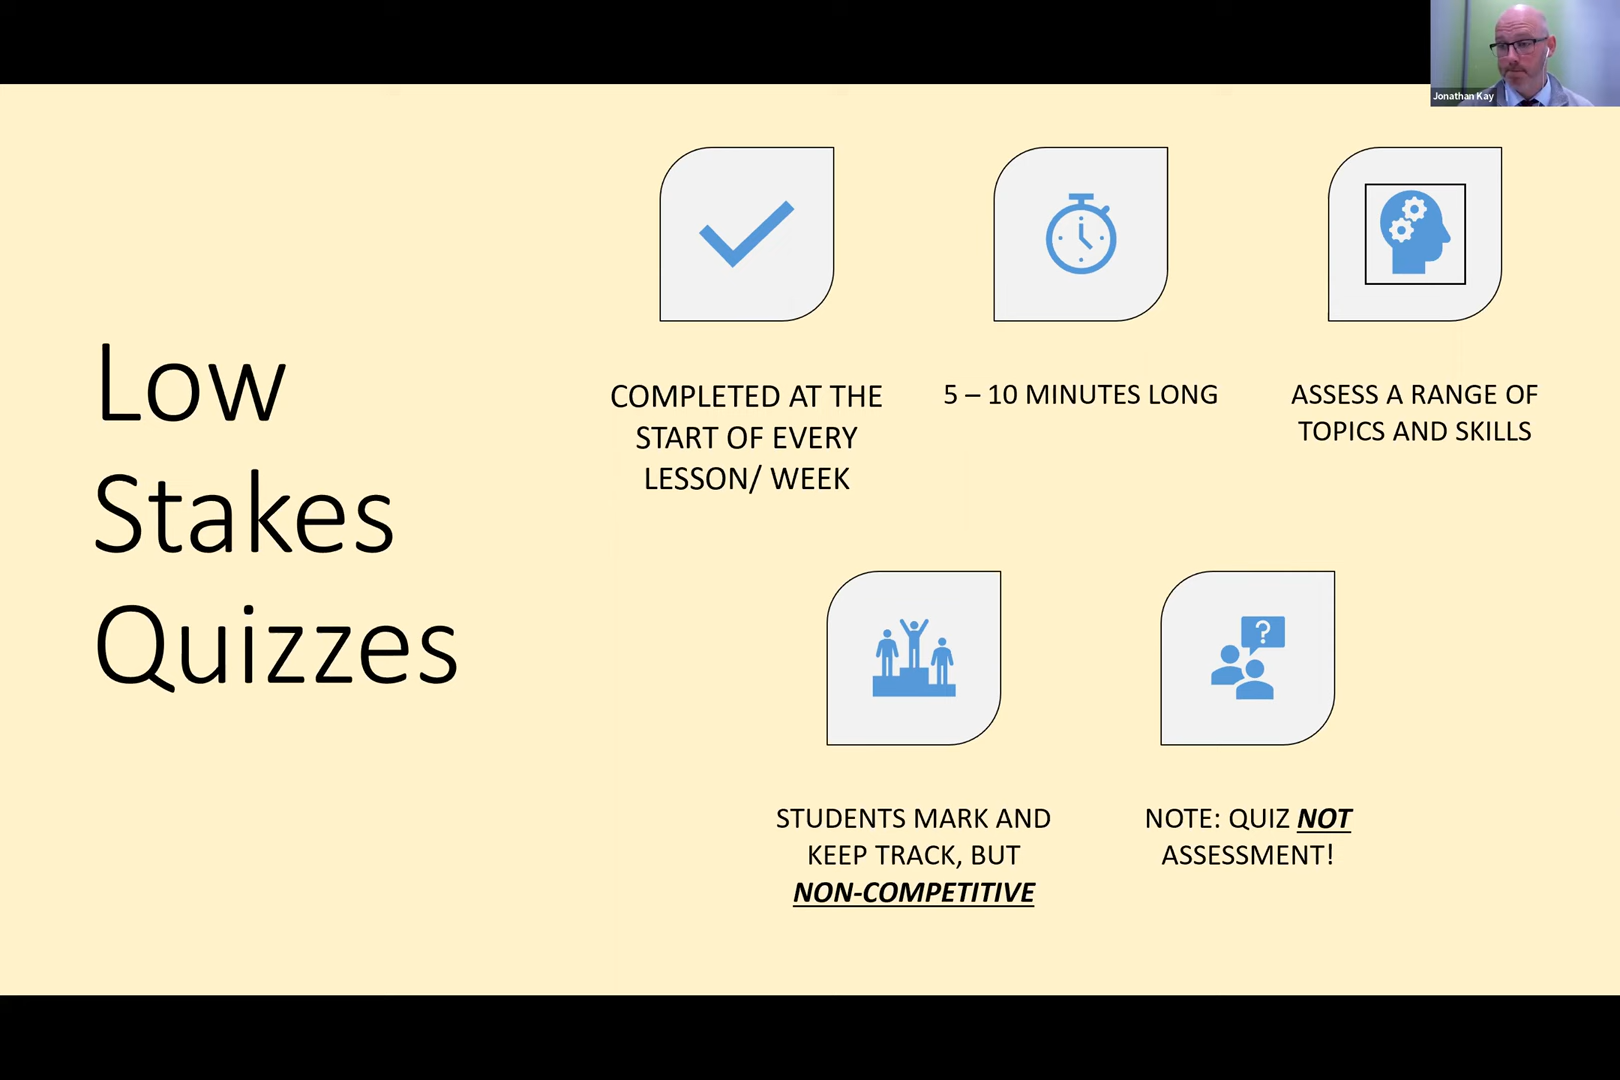 Jonathan Kay
Low
Stakes
Quizzes
COMPLETED AT THE
START OF EVERY
LESSON/ WEEK
5 – 10 MINUTES LONG
ASSESS A RANGE OF
TOPICS AND SKILLS
?
STUDENTS MARK AND
KEEP TRACK, BUT
NON-COMPETITIVE
NOTE: QUIZ NOT
ASSESSMENT!